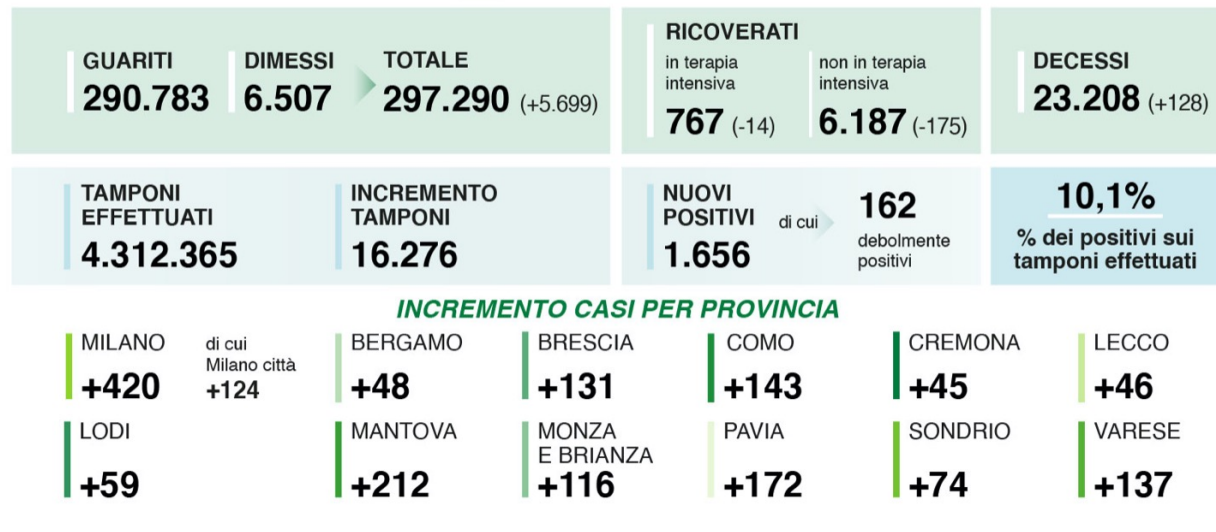 GUARITI
290.783
DIMESSI
6.507
TOTALE
297.290 (+5.699)
RICOVERATI
in terapia
intensiva
767 (-14)
non in terapia
intensiva
6.187 (-175)
DECESSI
23.208 (+128)
TAMPONI
EFFETTUATI
4.312.365
INCREMENTO
TAMPONI
16.276
NUOVI
POSITIVI
1.656
di cui
162
debolmente
positivi
10,1%
% dei positivi sui
tamponi effettuati
INCREMENTO CASI PER PROVINCIA
MILANO
+420
di cui
Milano città
+124
BERGAMO
+48
BRESCIA
+131
COMO
+143
CREMONA
+45
LECCO
+46
LODI
+59
MANTOVA
+212
MONZA
E BRIANZA
+116
PAVIA
+172
SONDRIO
+74
VARESE
+137